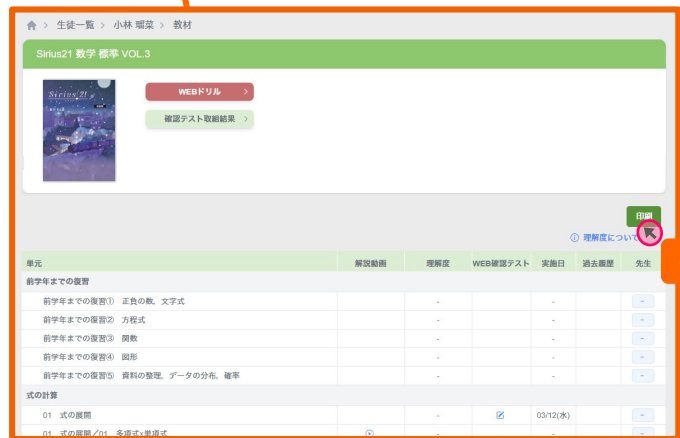 > 生徒一覧 > 小林 瑠菜 > 教材
Sirius21 数学 標準 VOL.3
Sirius 21
WEBドリル >
確認テスト取組結果 >
印刷
理解度につい
単元 解説動画 理解度 WEB確認テスト 実施日 過去履歴 先生
前学年までの復習
前学年までの復習① 正負の数、文字式 - - -
前学年までの復習② 方程式 - - -
前学年までの復習③ 関数 - - -
前学年までの復習④ 図形 - - -
前学年までの復習⑤ 資料の整理、データの分布、確率 - - -
式の計算
01 式の展開 - 03/12(水) -
01 式の展開/01 多項式×単項式 - - -